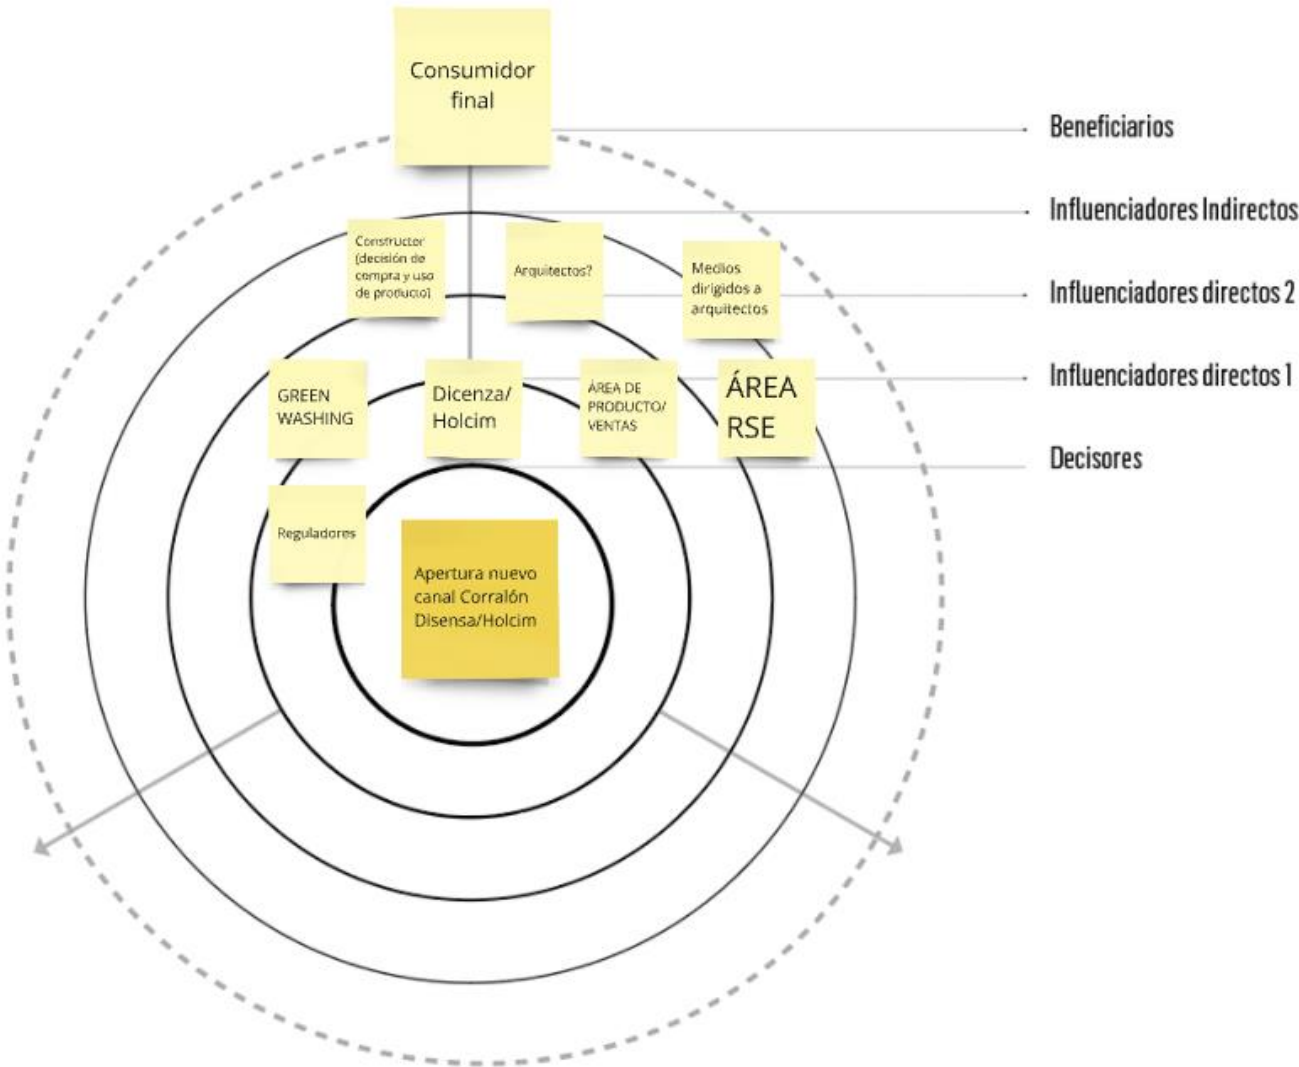 Consumidor
final
Beneficiarios
Influenciadores Indirectos
Constructor
(decisión de
compra y uso
de producto)
Arquitectos?
Medios
dirigidos a
arquitectos
Influenciadores directos 2
GREEN
WASHING
Dicenza/
Holcim
ÁREA DE
PRODUCTO/
VENTAS
ÁREA
RSE
Influenciadores directos 1
Decisores
Reguladores
Apertura nuevo
canal Corralón
Disensa/Holcim